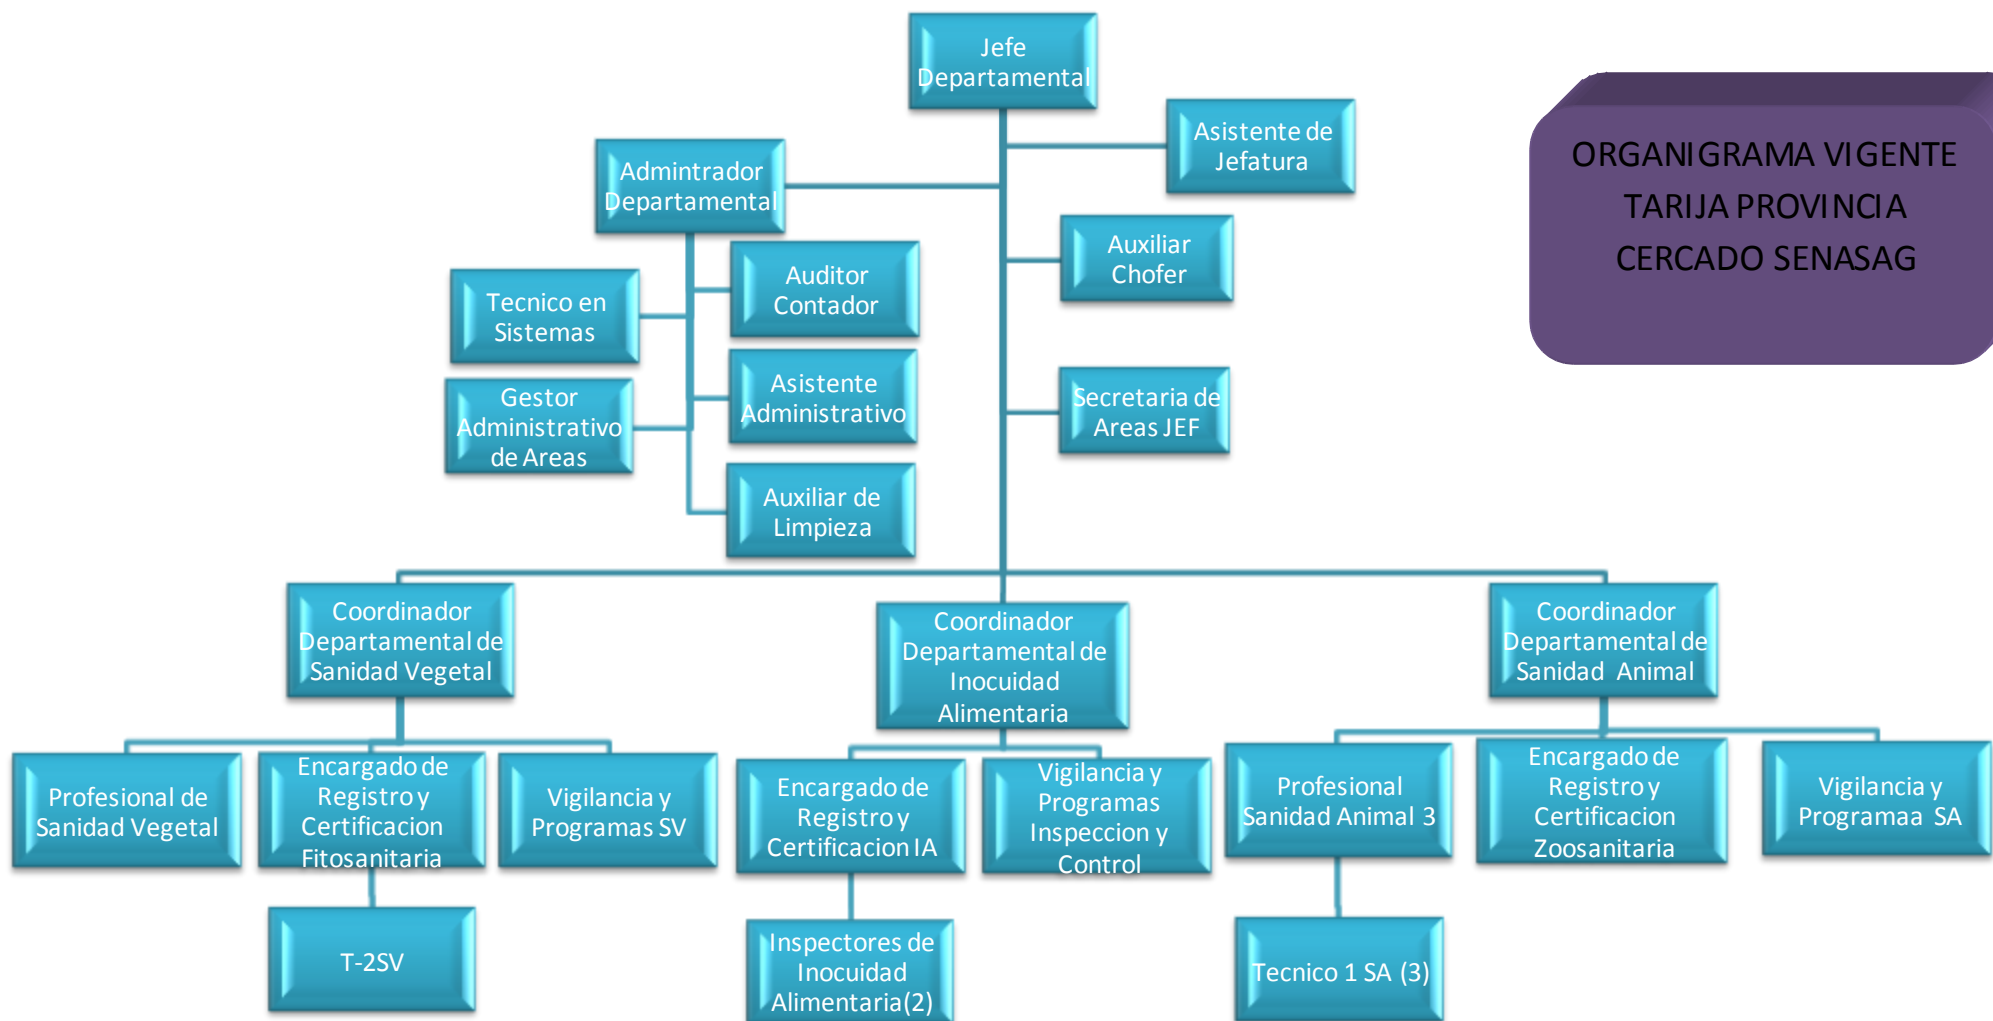 Jefe
Departamental
Asistente de
Jefatura
ORGANIGRAMA VIGENTE
TARIJA PROVINCIA
CERCADO SENASAG
Admintrador
Departamental
Auxiliar
Chofer
Auditor
Contador
Tecnico en
Sistemas
Asistente
Administrativo
Secretaria de
Areas JEF
Gestor
Administrativo
de Areas
Auxiliar de
Limpieza
Coordinador
Departamental de
Sanidad Vegetal
Coordinador
Departamental de
Inocuidad
Alimentaria
Coordinador
Departamental de
Sanidad Animal
Profesional de
Sanidad Vegetal
Encargado de
Registro y
Certificacion
Fitosanitaria
Vigilancia y
Programas SV
Encargado de
Registro y
Certificacion IA
Vigilancia y
Programas
Inspeccion y
Control
Profesional
Sanidad Animal 3
Encargado de
Registro y
Certificacion
Zoosanitaria
Vigilancia y
Programaa SA
T-2SV
Inspectores de
Inocuidad
Alimentaria(2)
Tecnico 1 SA (3)